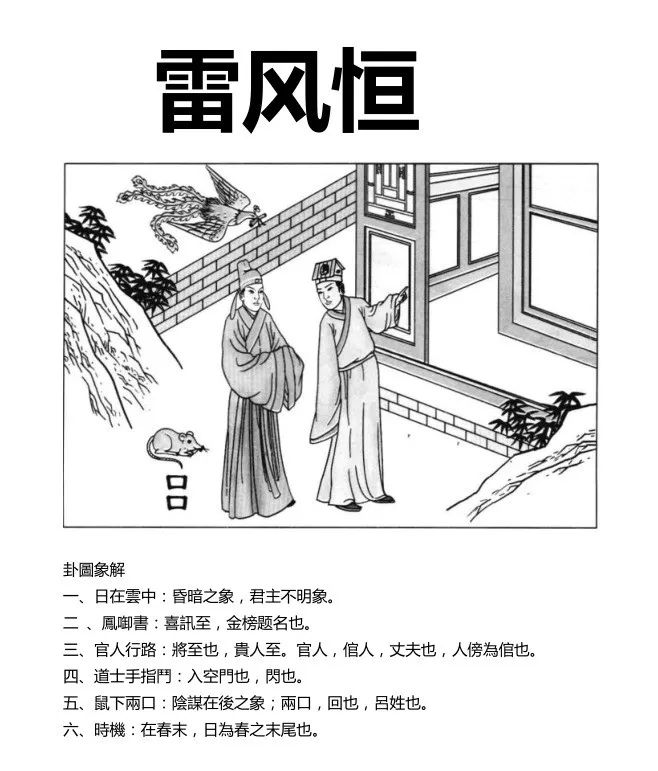 雷风恒
口
口
卦圖象解
一、日在雲中：昏暗之象，君主不明象。
二 、鳳啣書：喜訊至，金榜题名也。
三、官人行路：將至也，貴人至。官人，倌人，丈夫也，人傍為倌也。
四、道士手指門：入空門也，閃也。
五、鼠下兩口：陰謀在後之象；兩口，回也，呂姓也。
六、時機：在春末，日為春之末尾也。